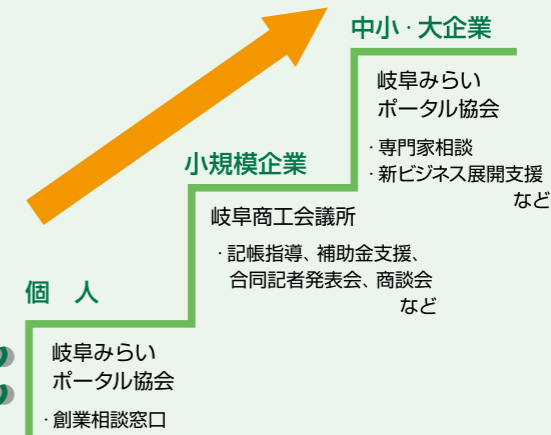 中小・大企業
岐阜みらい
ポータル協会
・専門家相談
・新ビジネス展開支援
など
小規模企業
岐阜商工会議所
・記帳指導、補助金支援、
合同記者発表会、商談会
など
個　人
岐阜みらい
ポータル協会
・創業相談窓口